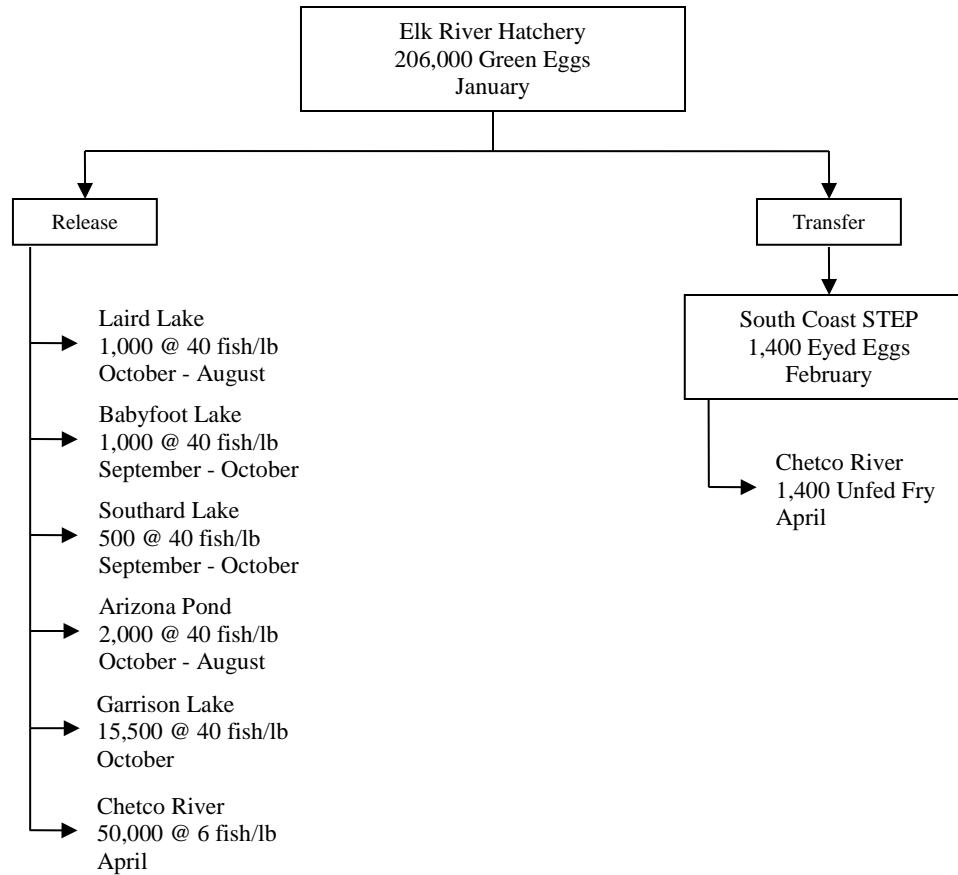 Elk River Hatchery
206,000 Green Eggs
January
Release
Transfer
Laird Lake
1,000 @ 40 fish/lb
October - August
Babyfoot Lake
1,000 @ 40 fish/lb
September - October
Southard Lake
500 @ 40 fish/lb
September - October
Arizona Pond
2,000 @ 40 fish/lb
October - August
Garrison Lake
15,500 @ 40 fish/lb
October
Chetco River
50,000 @ 6 fish/lb
April
South Coast STEP
1,400 Eyed Eggs
February
Chetco River
1,400 Unfed Fry
April